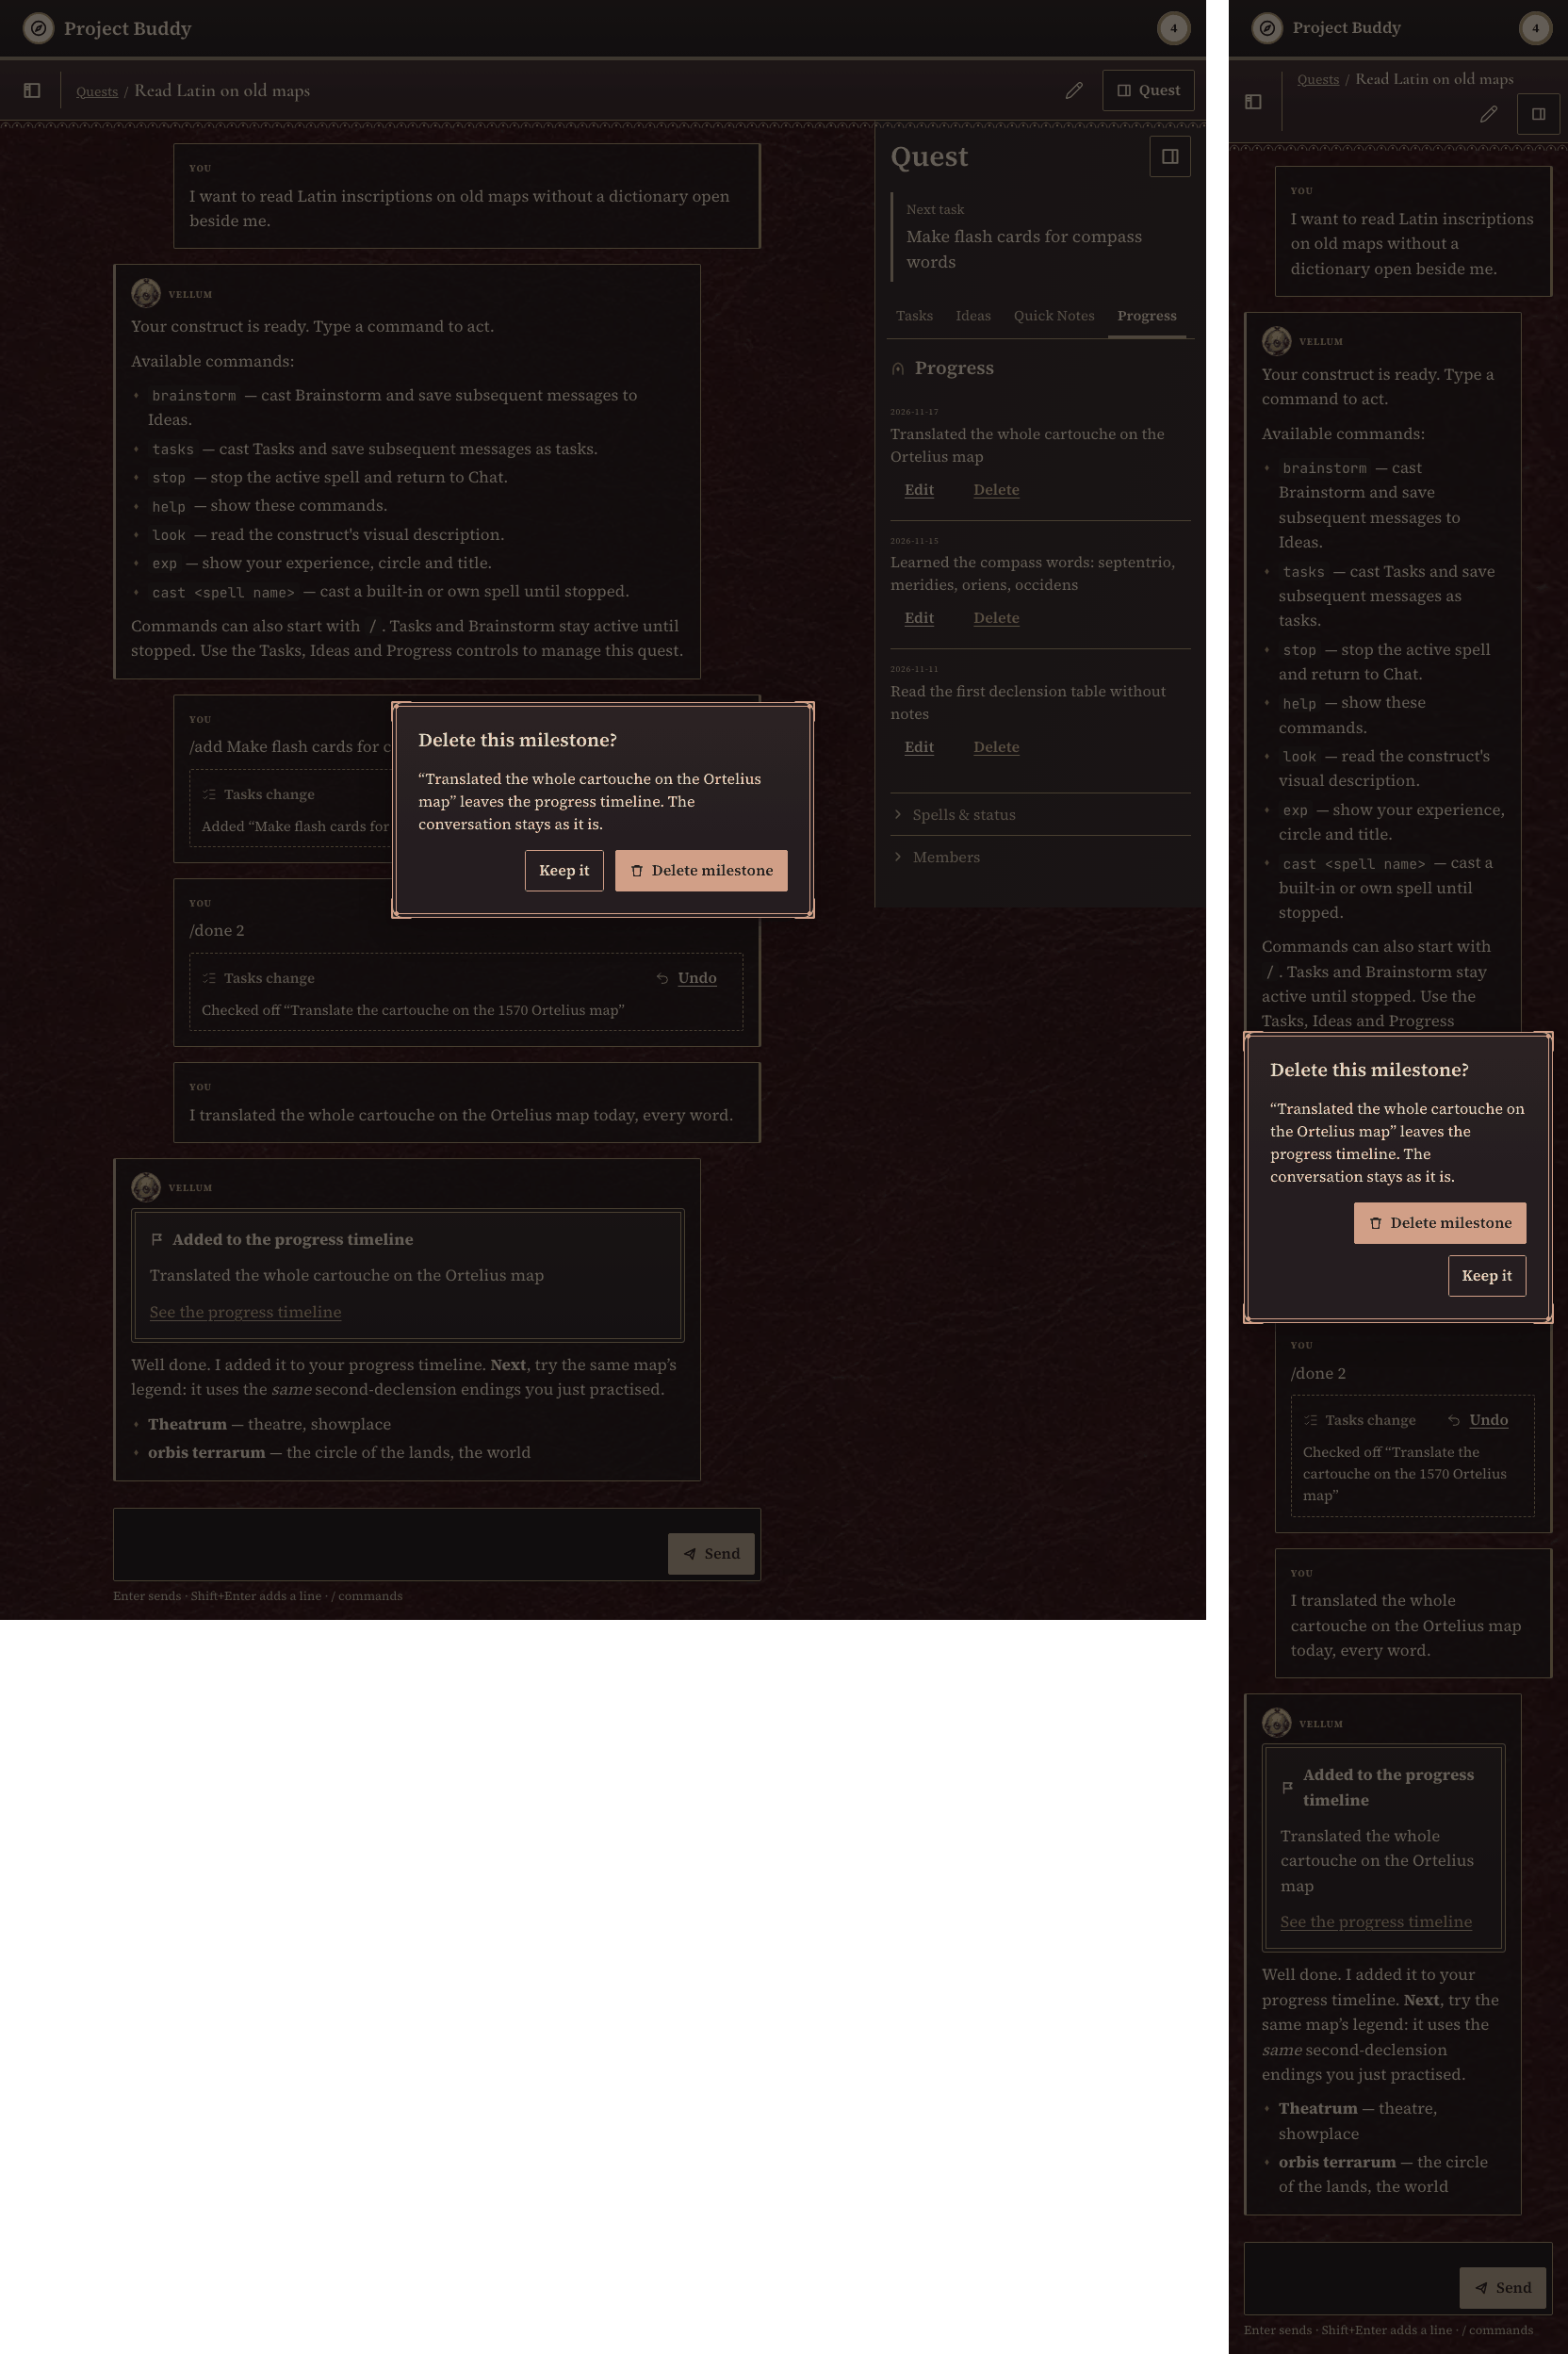 Project Buddy
4
Quests / Read Latin on old maps
Quest
YOU
I want to read Latin inscriptions on old maps without a dictionary open
beside me.
VELLUM
Your construct is ready. Type a command to act.
Available commands:
brainstorm — cast Brainstorm and save subsequent messages to
Ideas.
tasks — cast Tasks and save subsequent messages as tasks.
stop — stop the active spell and return to Chat.
help — show these commands.
look — read the construct's visual description.
exp — show your experience, circle and title.
cast <spell name> — cast a built-in or own spell until stopped.
Commands can also start with / . Tasks and Brainstorm stay active until
stopped. Use the Tasks, Ideas and Progress controls to manage this quest.
YOU
/add Make flash cards for c
Tasks change
Added “Make flash cards for
YOU
/done 2
Tasks change
Undo
Checked off “Translate the cartouche on the 1570 Ortelius map”
YOU
I translated the whole cartouche on the Ortelius map today, every word.
VELLUM
Added to the progress timeline
Translated the whole cartouche on the Ortelius map
See the progress timeline
Well done. I added it to your progress timeline. Next, try the same map’s
legend: it uses the same second-declension endings you just practised.
Theatrum — theatre, showplace
orbis terrarum — the circle of the lands, the world
Send
Enter sends · Shift+Enter adds a line · / commands
Quest
Next task
Make flash cards for compass
words
Tasks Ideas Quick Notes Progress
Progress
2026-11-17
Translated the whole cartouche on the
Ortelius map
Edit Delete
2026-11-15
Learned the compass words: septentrio,
meridies, oriens, occidens
Edit Delete
2026-11-11
Read the first declension table without
notes
Edit Delete
Spells & status
Members
Delete this milestone?
“Translated the whole cartouche on the Ortelius
map” leaves the progress timeline. The
conversation stays as it is.
Keep it
Delete milestone
Project Buddy
4
Quests / Read Latin on old maps
YOU
I want to read Latin inscriptions
on old maps without a
dictionary open beside me.
VELLUM
Your construct is ready. Type a
command to act.
Available commands:
brainstorm — cast
Brainstorm and save
subsequent messages to
Ideas.
tasks — cast Tasks and save
subsequent messages as
tasks.
stop — stop the active spell
and return to Chat.
help — show these
commands.
look — read the construct's
visual description.
exp — show your experience,
circle and title.
cast <spell name> — cast a
built-in or own spell until
stopped.
Commands can also start with
/ . Tasks and Brainstorm stay
active until stopped. Use the
Tasks, Ideas and Progress
Delete this milestone?
“Translated the whole cartouche on
the Ortelius map” leaves the
progress timeline. The
conversation stays as it is.
Delete milestone
Keep it
YOU
/done 2
Tasks change
Undo
Checked off “Translate the
cartouche on the 1570 Ortelius
map”
YOU
I translated the whole
cartouche on the Ortelius map
today, every word.
VELLUM
Added to the progress
timeline
Translated the whole
cartouche on the Ortelius
map
See the progress timeline
Well done. I added it to your
progress timeline. Next, try the
same map’s legend: it uses the
same second-declension
endings you just practised.
Theatrum — theatre,
showplace
orbis terrarum — the circle
of the lands, the world
Send
Enter sends · Shift+Enter adds a line · / commands